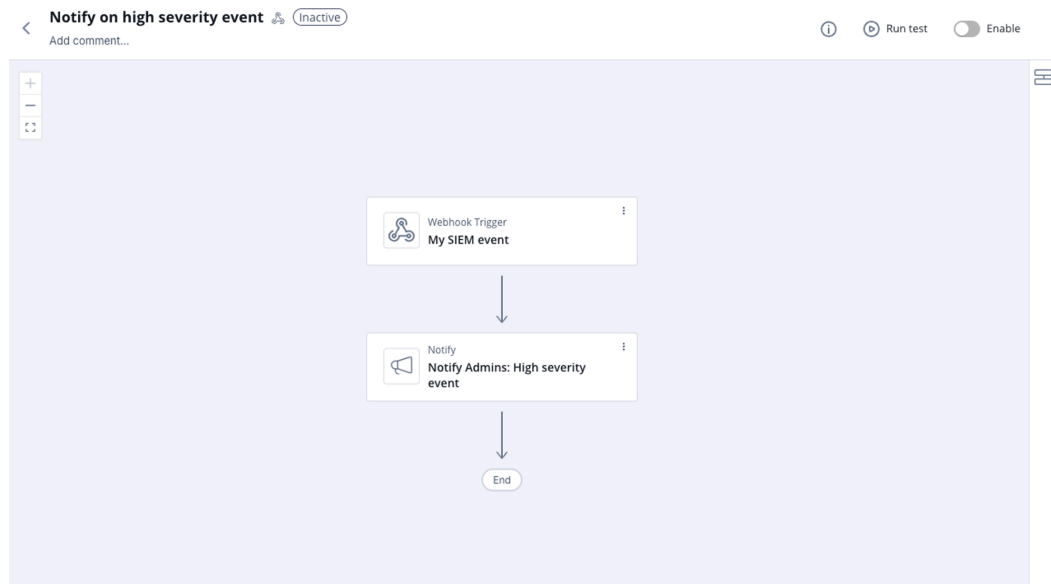 Notify on high severity event
Inactive
Add comment...
Run test
Enable
Webhook Trigger
My SIEM event
Notify
Notify Admins: High severity
event
End